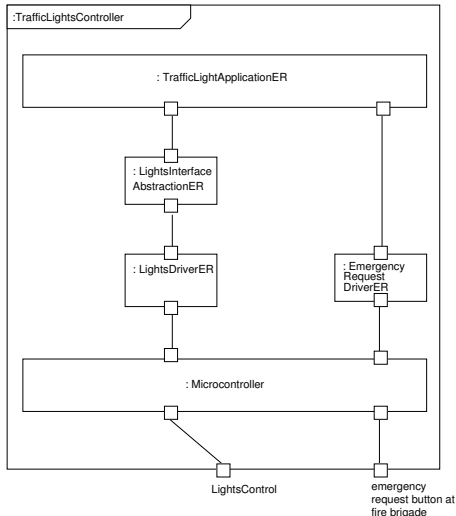 :TrafficLightsController
: TrafficLightApplicationER
: LightsInterface
AbstractionER
: LightsDriverER
: Emergency
Request
DriverER
: Microcontroller
LightsControl
emergency
request button at
fire brigade